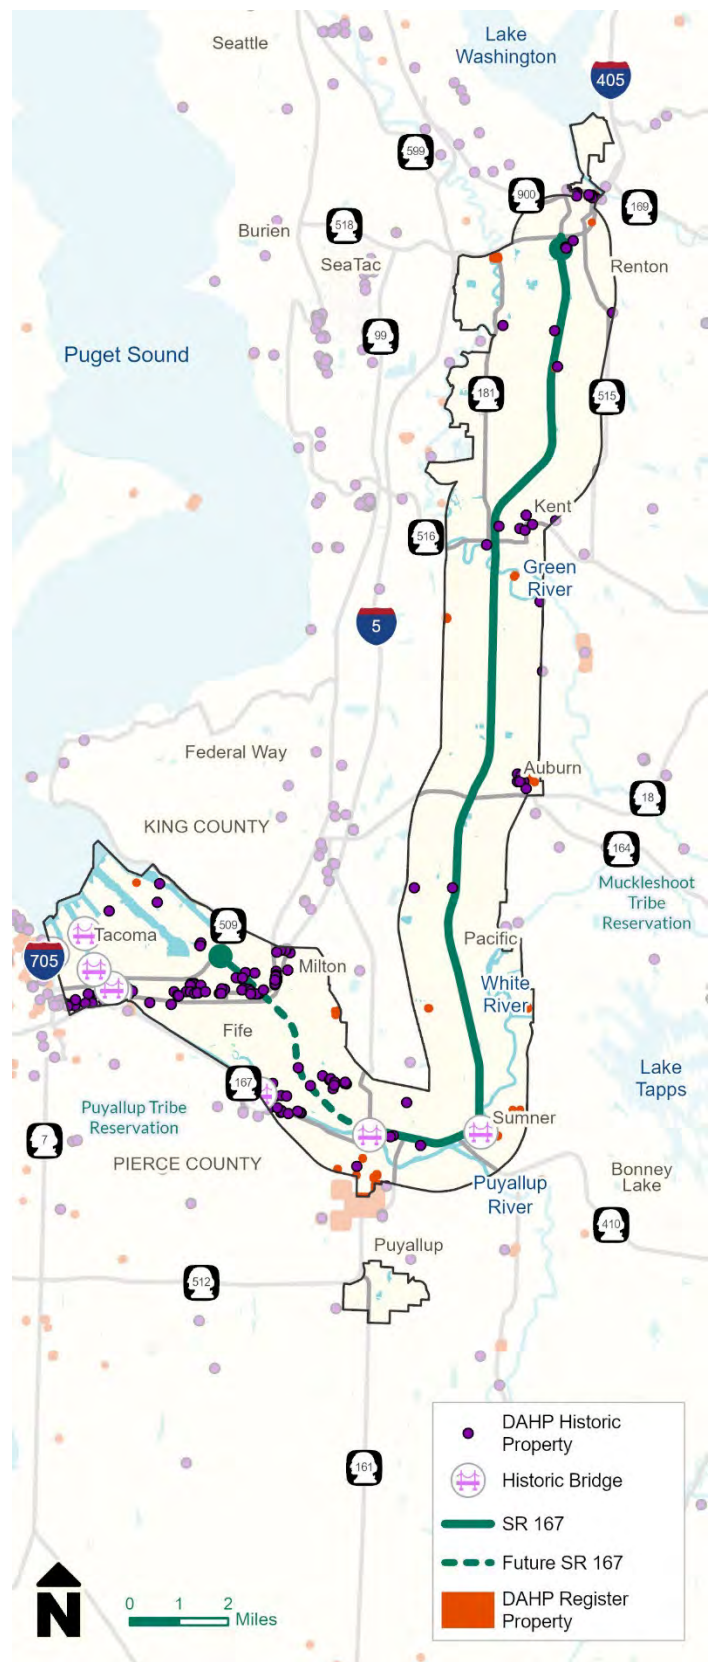 Seattle
Lake
Washington
405
599
900
169
518
Burien
SeaTac
Renton
99
Puget Sound
181
515
Kent
516
Green
River
5
Federal Way
Auburn
18
KING COUNTY
164
Muckleshoot
Tribe
Reservation
509
Tacoma
Pacific
705
Milton
White
River
Fife
Lake
Tapps
167
Puyallup Tribe
Reservation
Sumner
7
PIERCE COUNTY
Bonney
Lake
Puyallup
River
410
Puyallup
512
161
DAHP Historic
Property
Historic Bridge
SR 167
Future SR 167
DAHP Register
Property
N
0 1 2
Miles